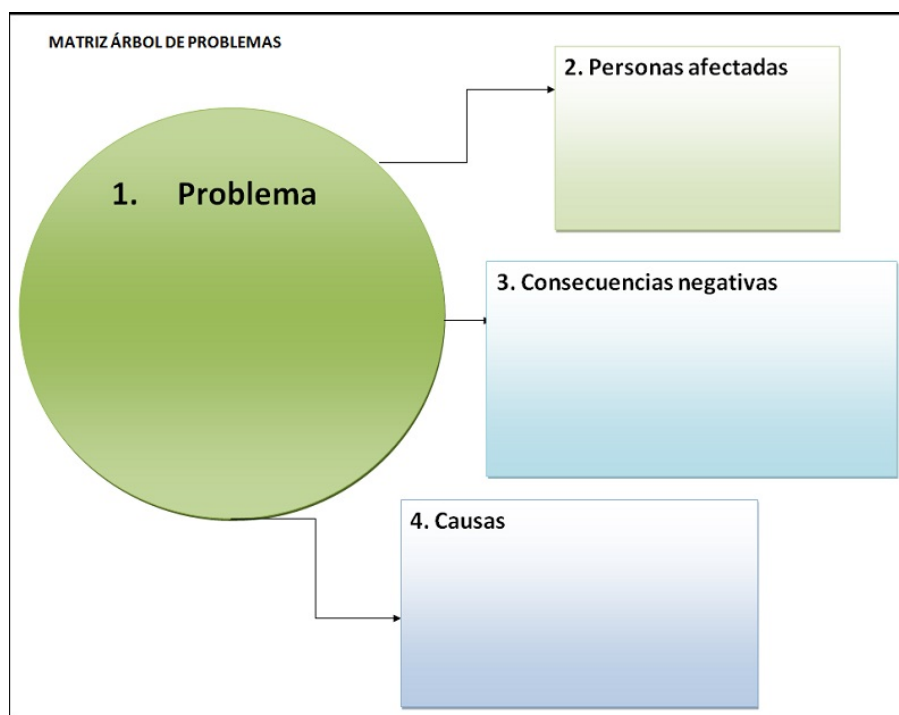 MATRIZ ÁRBOL DE PROBLEMAS
2. Personas afectadas
1. Problema
3. Consecuencias negativas
4. Causas